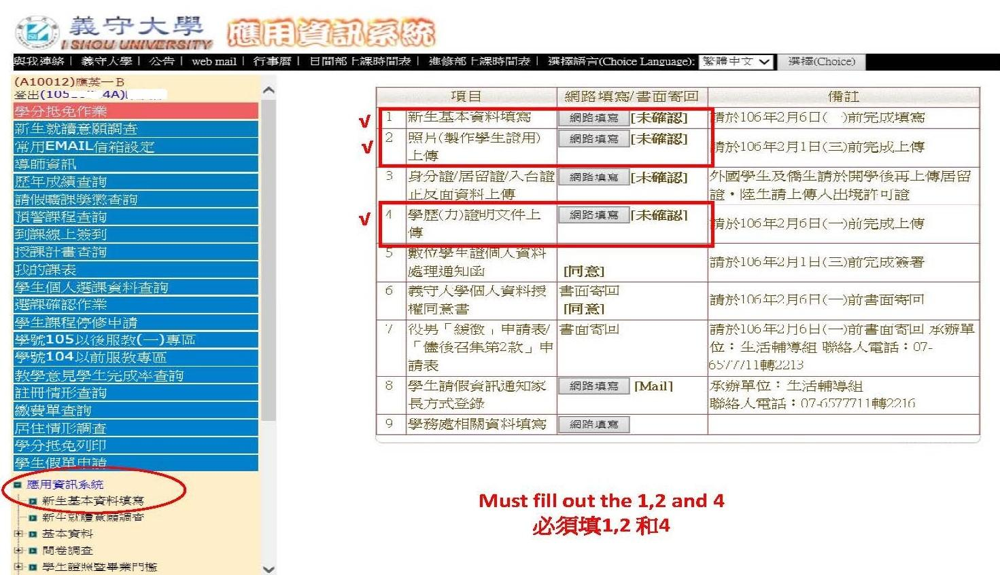 義守大學 應用資訊系統
I SHOU UNIVERSITY
與我連絡 | 義守大學 | 公告 | web mail | 行事曆 | 日間部上課時間表 | 進修部上課時間表 | 選擇語言(Choice Language): 繁體中文 選擇(Choice)
(A10012)應英一B
登出(105 4A)
學分抵免作業
新生就讀意願調查
常用EMAIL信箱設定
導師資訊
歷年成績查詢
請假曠課獎懲查詢
預警課程查詢
到課線上簽到
授課計畫查詢
我的課表
學生個人選課資料查詢
選課確認作業
學生課程停修申請
學號105以後服教(一)專區
學號104以前服教專區
教學意見學生完成率查詢
註冊情形查詢
繳費單查詢
居住情形調查
學分抵免列印
學生假單申請
應用資訊系統
新生基本資料填寫
新生就讀意願調查
基本資料
問卷調查
學生證照暨畢業門檻
項目 網路填寫/書面寄回 備註
√ 1 新生基本資料填寫 網路填寫 [未確認] 請於106年2月6日( )前完成填寫
√ 2 照片(製作學生證用) 網路填寫 [未確認] 請於106年2月1日(三)前完成上傳
上傳
3 身分證/居留證/入台證 網路填寫 [未確認] 外國學生及僑生請於開學後再上傳居留
正反面資料上傳 證，陸生請上傳入出境許可證
√ 4 學歷(力)證明文件上 網路填寫 [未確認] 請於106年2月6日(一)前完成上傳
傳
5 數位學生證個人資料 請於106年2月1日(三)前完成簽署
處理通知函 [同意]
6 義守大學個人資料授 書面寄回 請於106年2月6日(一)前書面寄回
權同意書 [同意]
7 役男「緩徵」申請表/ 書面寄回 請於106年2月6日(一)前書面寄回 承辦單
「儘後召集第2款」申 位：生活輔導組 聯絡人電話：07-
請表 6577711轉2213
8 學生請假資訊通知家 網路填寫 [Mail] 承辦單位：生活輔導組
長方式登錄 聯絡人電話：07-6577711轉2216
9 學務處相關資料填寫 網路填寫
Must fill out the 1,2 and 4
必須填1,2 和4